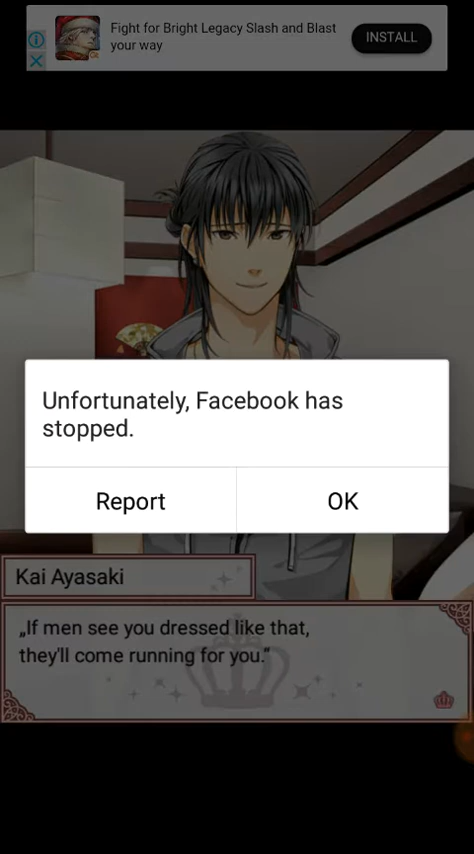 Fight for Bright Legacy Slash and Blast
your way
INSTALL
Unfortunately, Facebook has
stopped.
Report
OK
Kai Ayasaki
„If men see you dressed like that,
they'll come running for you.“